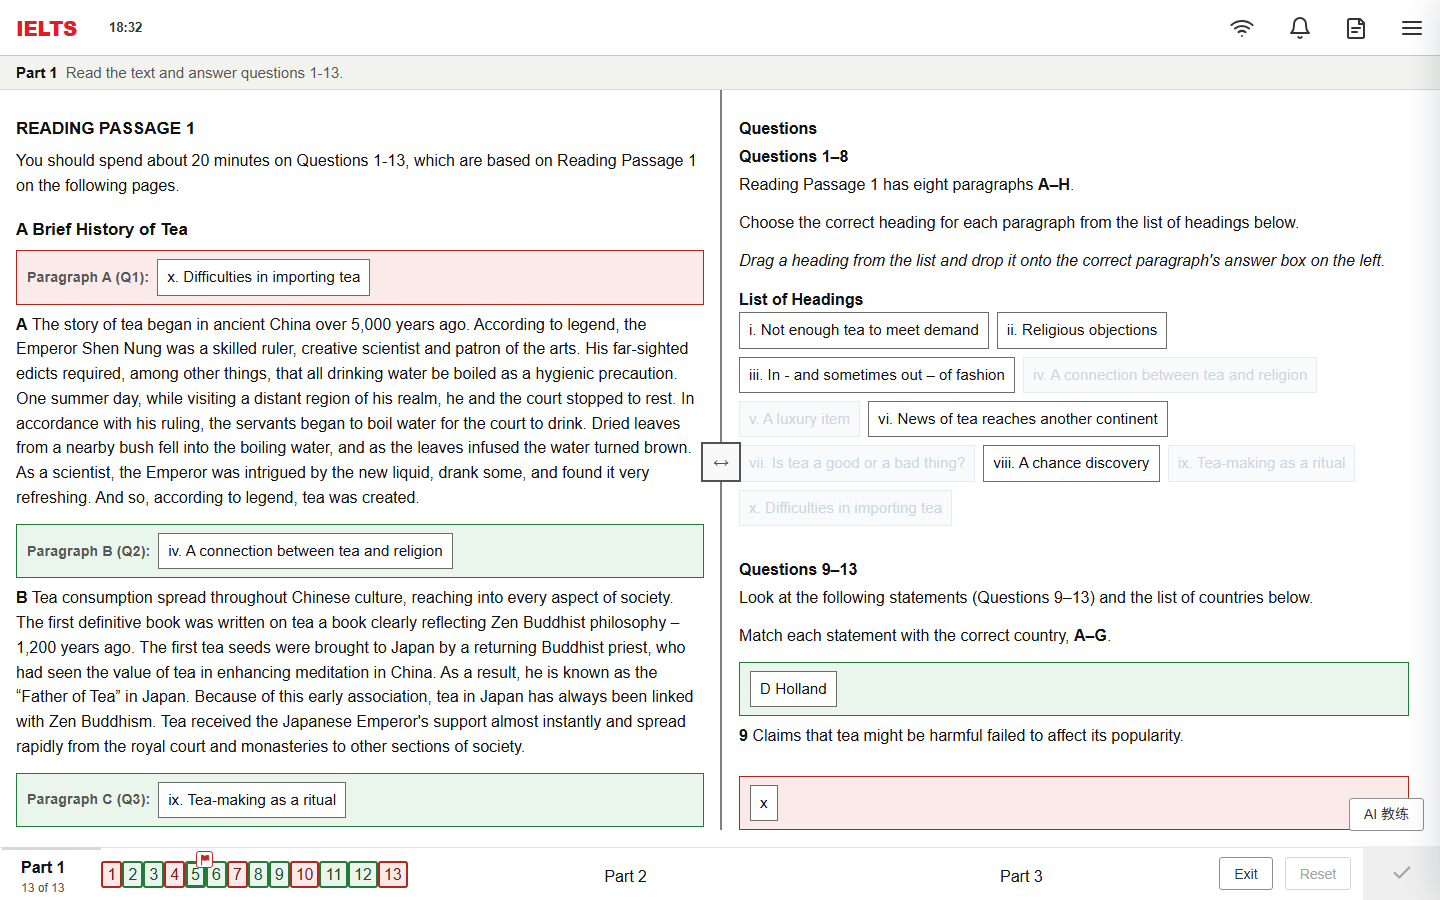 IELTS 18:32
Part 1 Read the text and answer questions 1-13.
READING PASSAGE 1
You should spend about 20 minutes on Questions 1-13, which are based on Reading Passage 1
on the following pages.
A Brief History of Tea
Paragraph A (Q1): x. Difficulties in importing tea
A The story of tea began in ancient China over 5,000 years ago. According to legend, the
Emperor Shen Nung was a skilled ruler, creative scientist and patron of the arts. His far-sighted
edicts required, among other things, that all drinking water be boiled as a hygienic precaution.
One summer day, while visiting a distant region of his realm, he and the court stopped to rest. In
accordance with his ruling, the servants began to boil water for the court to drink. Dried leaves
from a nearby bush fell into the boiling water, and as the leaves infused the water turned brown.
As a scientist, the Emperor was intrigued by the new liquid, drank some, and found it very
refreshing. And so, according to legend, tea was created.
Paragraph B (Q2): iv. A connection between tea and religion
B Tea consumption spread throughout Chinese culture, reaching into every aspect of society.
The first definitive book was written on tea a book clearly reflecting Zen Buddhist philosophy –
1,200 years ago. The first tea seeds were brought to Japan by a returning Buddhist priest, who
had seen the value of tea in enhancing meditation in China. As a result, he is known as the
“Father of Tea” in Japan. Because of this early association, tea in Japan has always been linked
with Zen Buddhism. Tea received the Japanese Emperor's support almost instantly and spread
rapidly from the royal court and monasteries to other sections of society.
Paragraph C (Q3): ix. Tea-making as a ritual
Questions
Questions 1–8
Reading Passage 1 has eight paragraphs A–H.
Choose the correct heading for each paragraph from the list of headings below.
Drag a heading from the list and drop it onto the correct paragraph's answer box on the left.
List of Headings
i. Not enough tea to meet demand ii. Religious objections
iii. In - and sometimes out – of fashion iv. A connection between tea and religion
v. A luxury item vi. News of tea reaches another continent
vii. Is tea a good or a bad thing? viii. A chance discovery ix. Tea-making as a ritual
x. Difficulties in importing tea
Questions 9–13
Look at the following statements (Questions 9–13) and the list of countries below.
Match each statement with the correct country, A–G.
D Holland
9 Claims that tea might be harmful failed to affect its popularity.
x
AI 教练
Part 1 1 2 3 4 5 6 7 8 9 10 11 12 13 Part 2 Part 3 Exit Reset
13 of 13